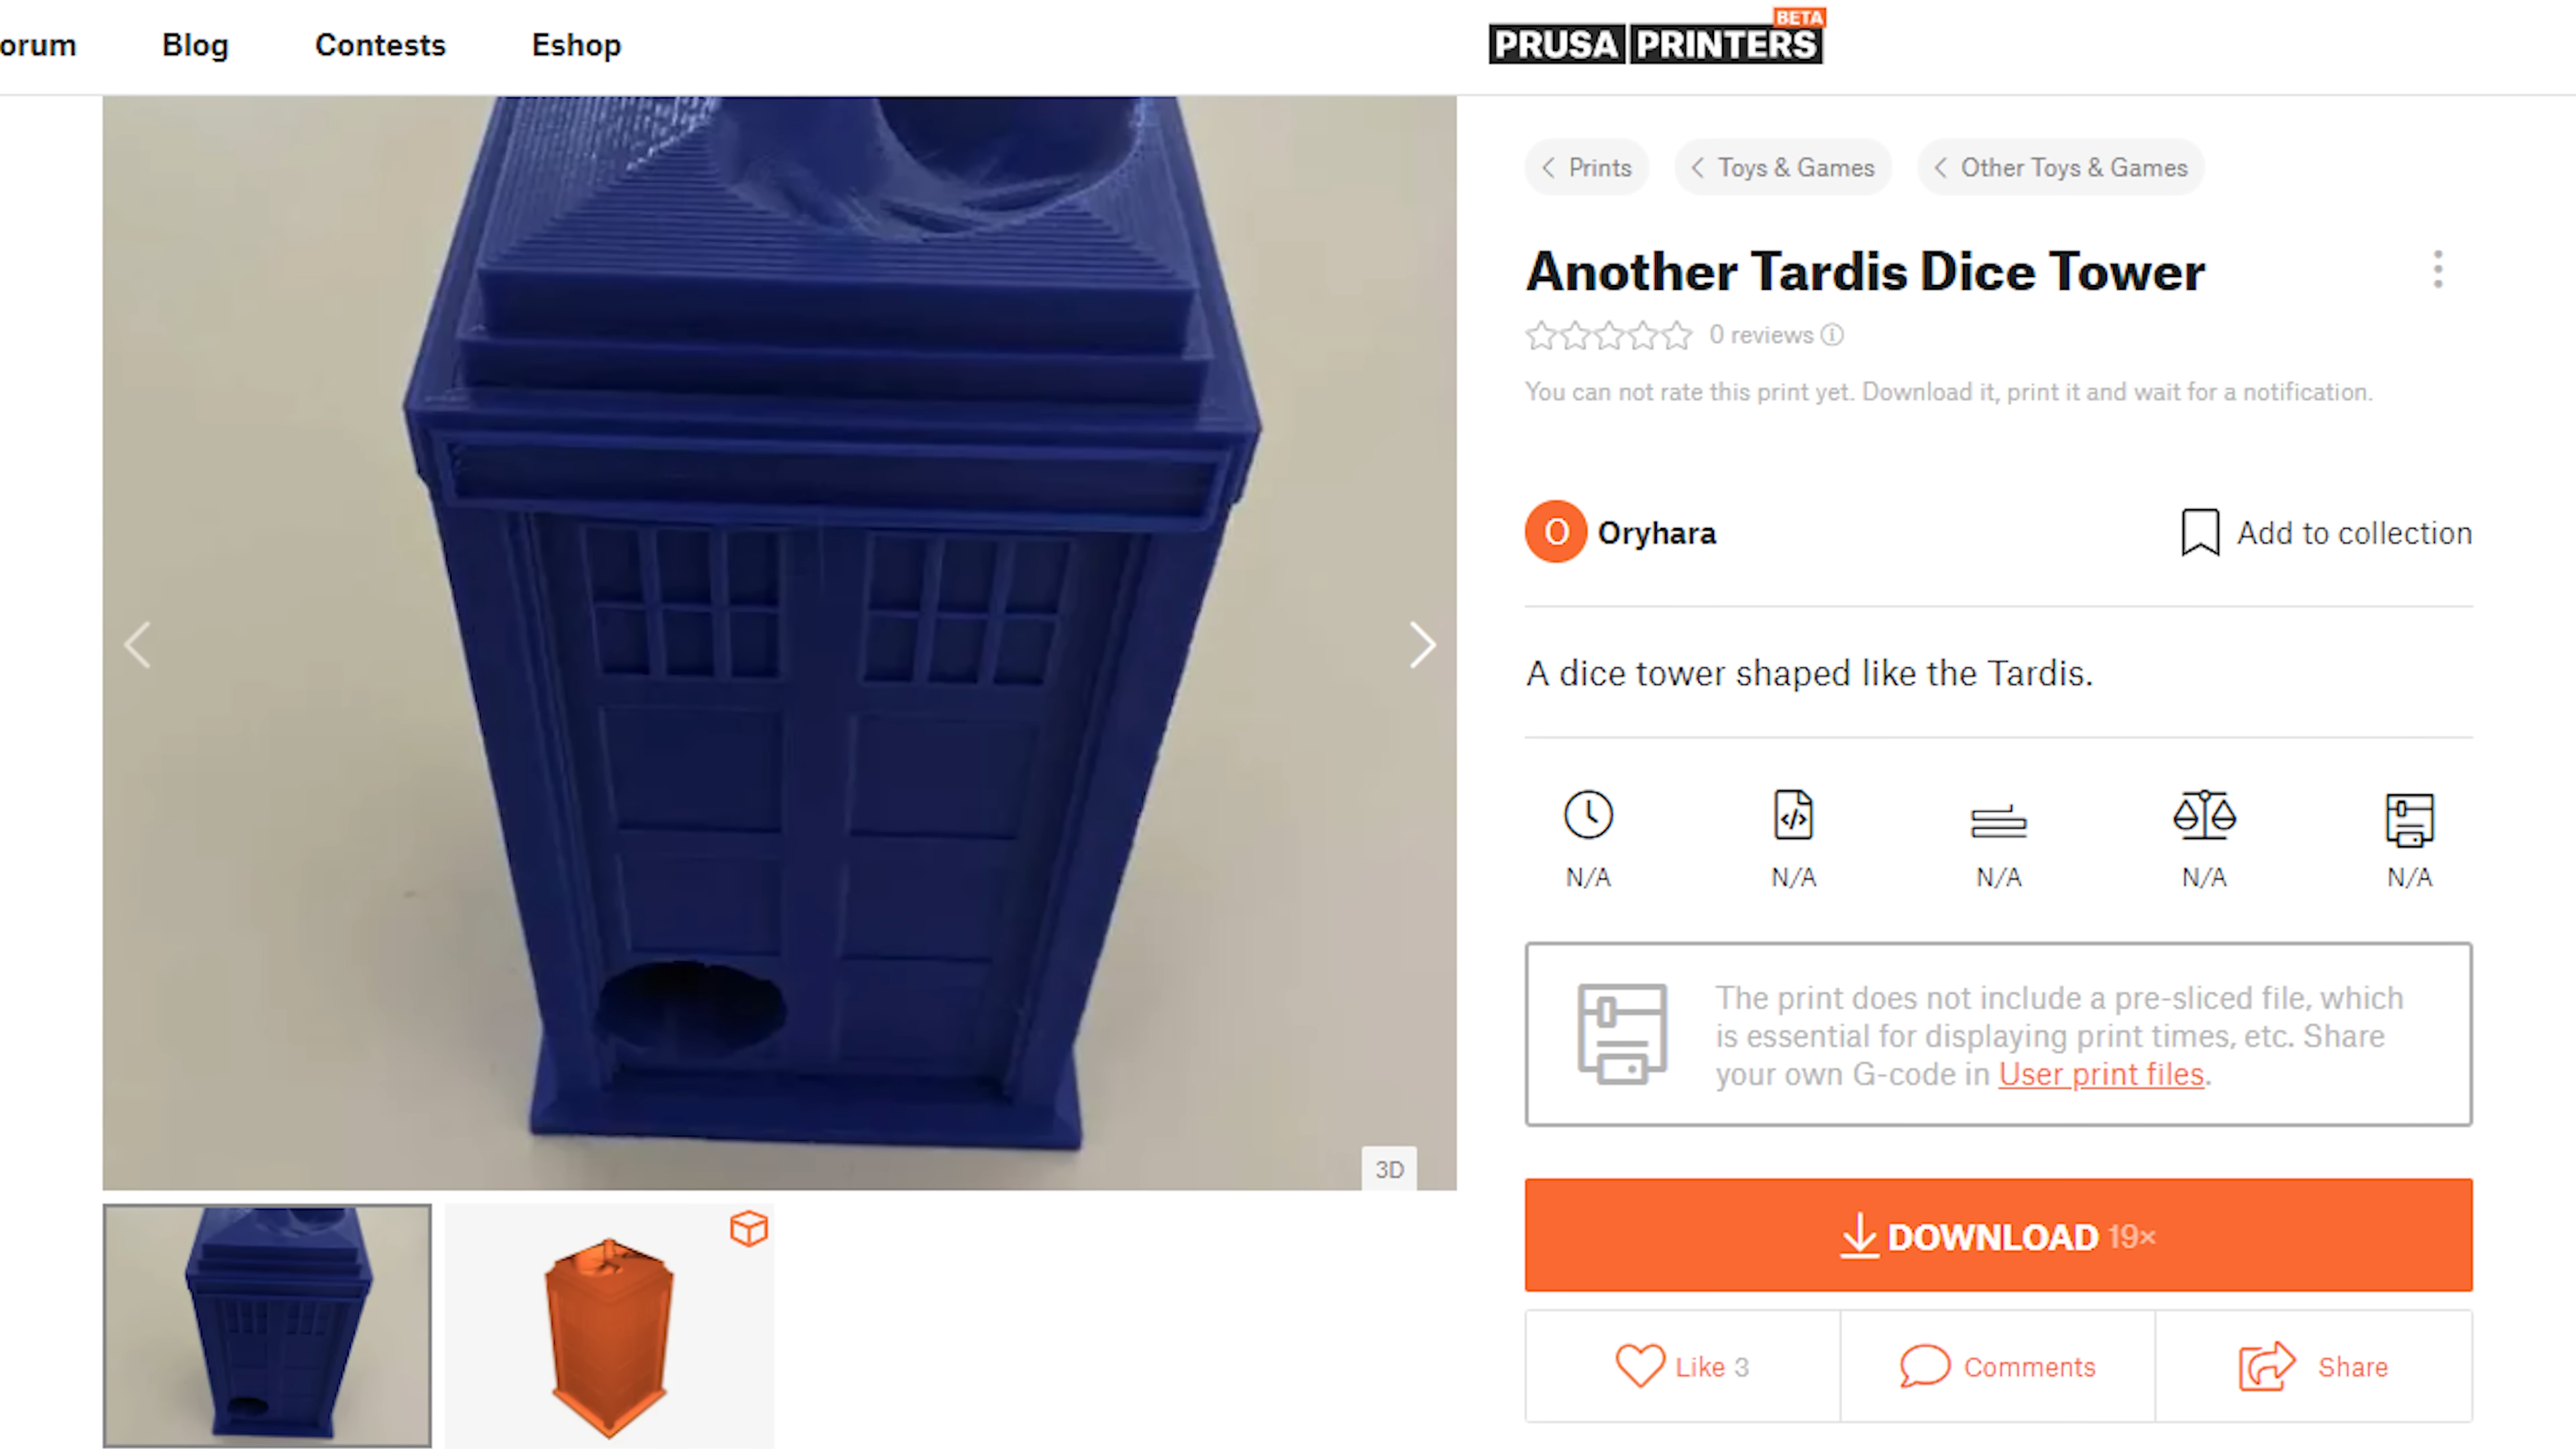 orum Blog Contests Eshop
PRUSA PRINTERS BETA
Prints Toys & Games Other Toys & Games
Another Tardis Dice Tower
0 reviews
You can not rate this print yet. Download it, print it and wait for a notification.
O Oryhara Add to collection
A dice tower shaped like the Tardis.
N/A N/A N/A N/A N/A
The print does not include a pre-sliced file, which
is essential for displaying print times, etc. Share
your own G-code in User print files.
3D
DOWNLOAD 19×
Like 3 Comments Share